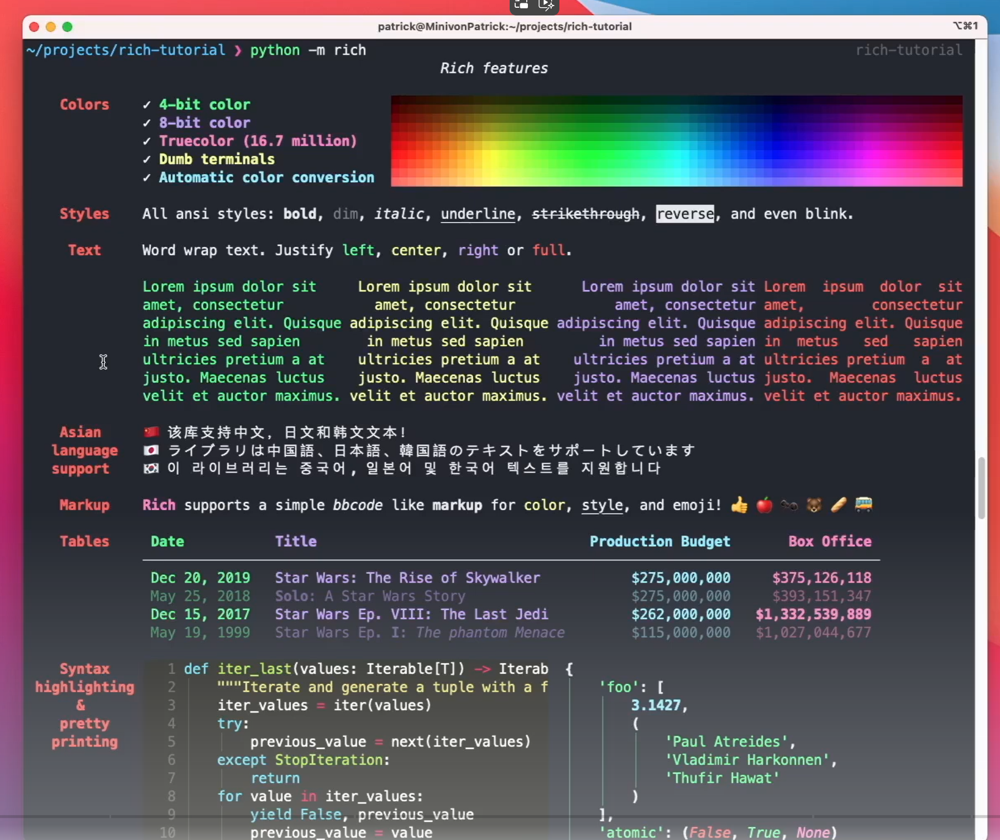 patrick@MinivonPatrick:~/projects/rich-tutorial ⌥⌘1
~/projects/rich-tutorial ❯ python -m rich rich-tutorial
Rich features
Colors ✓ 4-bit color
✓ 8-bit color
✓ Truecolor (16.7 million)
✓ Dumb terminals
✓ Automatic color conversion
Styles All ansi styles: bold, dim, italic, underline, strikethrough, reverse, and even blink.
Text Word wrap text. Justify left, center, right or full.
Lorem ipsum dolor sit Lorem ipsum dolor sit Lorem ipsum dolor sit Lorem ipsum dolor sit
amet, consectetur amet, consectetur amet, consectetur amet, consectetur
adipiscing elit. Quisque adipiscing elit. Quisque adipiscing elit. Quisque adipiscing elit. Quisque
in metus sed sapien in metus sed sapien in metus sed sapien in metus sed sapien
ultricies pretium a at ultricies pretium a at ultricies pretium a at ultricies pretium a at
justo. Maecenas luctus justo. Maecenas luctus justo. Maecenas luctus justo. Maecenas luctus
velit et auctor maximus. velit et auctor maximus. velit et auctor maximus. velit et auctor maximus.
Asian 🇨🇳 该库支持中文，日文和韩文文本！
language 🇯🇵 ライブラリは中国語、日本語、韓国語のテキストをサポートしています
support 🇰🇷 이 라이브러리는 중국어, 일본어 및 한국어 텍스트를 지원합니다
Markup Rich supports a simple bbcode like markup for color, style, and emoji! 👍 🍎 🐜 🐻 🥖 🚌
Tables Date Title Production Budget Box Office
Dec 20, 2019 Star Wars: The Rise of Skywalker $275,000,000 $375,126,118
May 25, 2018 Solo: A Star Wars Story $275,000,000 $393,151,347
Dec 15, 2017 Star Wars Ep. VIII: The Last Jedi $262,000,000 $1,332,539,889
May 19, 1999 Star Wars Ep. I: The phantom Menace $115,000,000 $1,027,044,677
Syntax 1 def iter_last(values: Iterable[T]) -> Iterab {
highlighting 2 """Iterate and generate a tuple with a f 'foo': [
& 3 iter_values = iter(values) 3.1427,
pretty 4 try: (
printing 5 previous_value = next(iter_values) 'Paul Atreides',
6 except StopIteration: 'Vladimir Harkonnen',
7 return 'Thufir Hawat'
8 for value in iter_values: )
9 yield False, previous_value ],
10 previous_value = value 'atomic': (False, True, None)